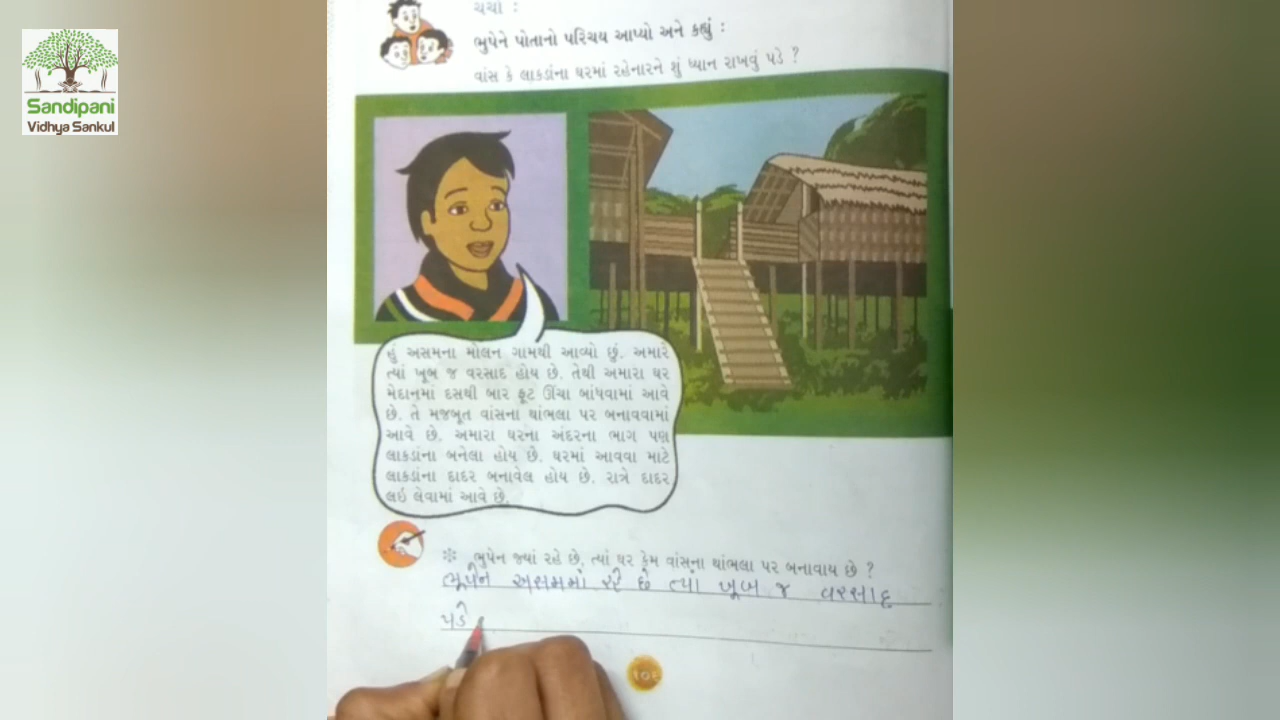 Sandipani
Vidhya Sankul
ચર્ચા :
ભુપેને પોતાનો પરિચય આપ્યો અને કહ્યું :
વાંસ કે લાકડાંના ઘરમાં રહેનારને શું ધ્યાન રાખવું પડે ?
હું અસમના મોલન ગામથી આવ્યો છું. અમારે
ત્યાં ખૂબ જ વરસાદ હોય છે. તેથી અમારા ઘર
મેદાનમાં દસથી બાર ફૂટ ઊંચા બાંધવામાં આવે
છે. તે મજબૂત વાંસના થાંભલા પર બનાવવામાં
આવે છે. અમારા ઘરના અંદરના ભાગ પણ
લાકડાંના બનેલા હોય છે. ઘરમાં આવવા માટે
લાકડાંના દાદર બનાવેલ હોય છે. રાત્રે દાદર
લઈ લેવામાં આવે છે.
❊ ભુપેન જ્યાં રહે છે, ત્યાં ઘર કેમ વાંસના થાંભલા પર બનાવાય છે ?
ભૂપેન અસમમાં રહે છે ત્યાં ખૂબ જ વરસાદ
પડે
૧૦૬